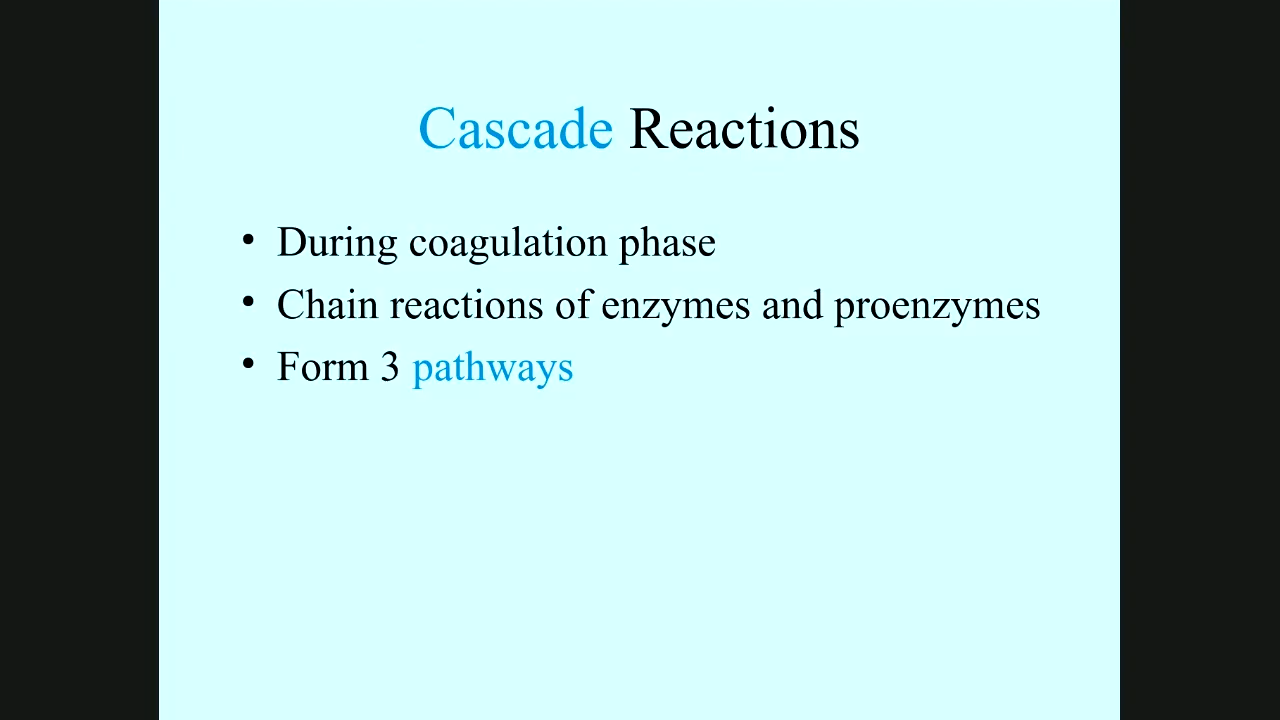 Cascade Reactions
• During coagulation phase
• Chain reactions of enzymes and proenzymes
• Form 3 pathways